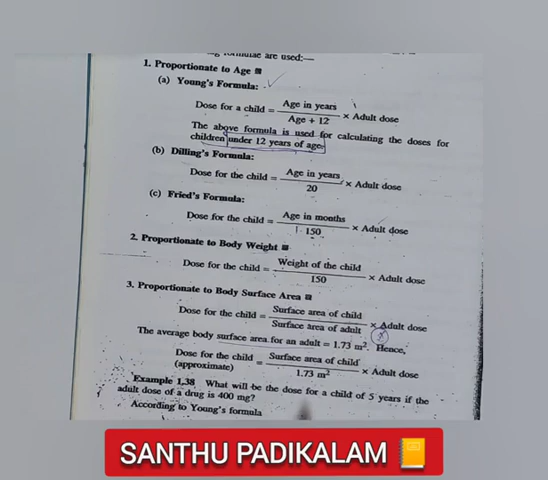 formulae are used:—
1. Proportionate to Age
(a) Young's Formula:
Dose for a child = Age in years / Age + 12 × Adult dose
The above formula is used for calculating the doses for
children under 12 years of age.
(b) Dilling's Formula:
Dose for the child = Age in years / 20 × Adult dose
(c) Fried's Formula:
Dose for the child = Age in months / 150 × Adult dose
2. Proportionate to Body Weight
Dose for the child = Weight of the child / 150 × Adult dose
3. Proportionate to Body Surface Area
Dose for the child = Surface area of child / Surface area of adult × Adult dose
The average body surface area for an adult = 1.73 m². Hence,
Dose for the child (approximate) = Surface area of child / 1.73 m² × Adult dose
Example 1.38 What will be the dose for a child of 5 years if the
adult dose of a drug is 400 mg?
According to Young's formula
SANTHU PADIKALAM